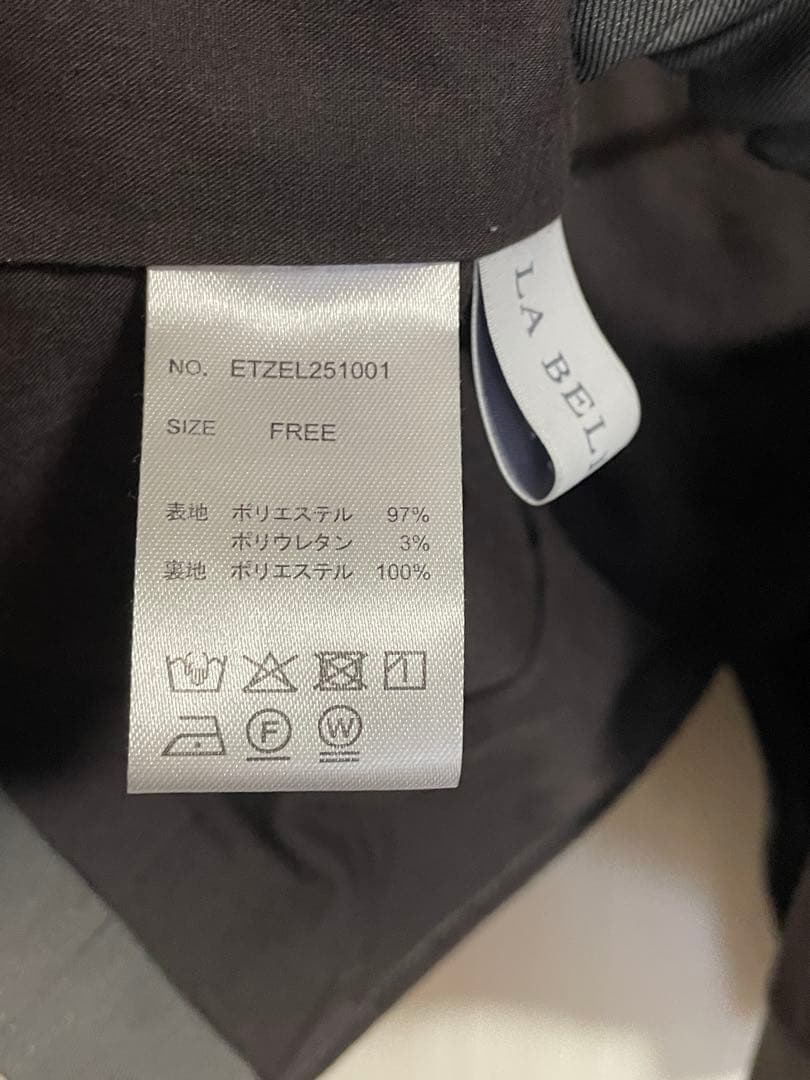 NO. ETZEL251001
SIZE FREE
表地 ポリエステル 97%
ポリウレタン 3%
裏地 ポリエステル 100%
1
F
W
LA BEL